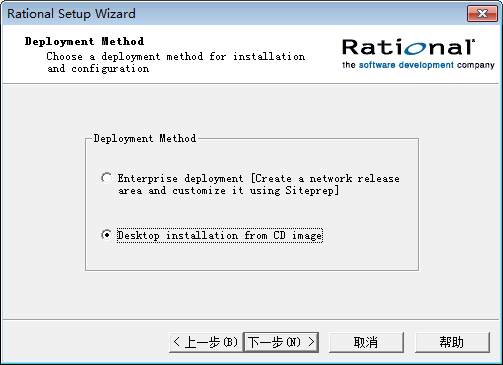 Rational Setup Wizard
Deployment Method
Choose a deployment method for installation
and configuration
Rational
the software development company
Deployment Method
Enterprise deployment [Create a network release
area and customize it using Siteprep]
Desktop installation from CD image
< 上一步(B) 下一步(N) > 取消 帮助